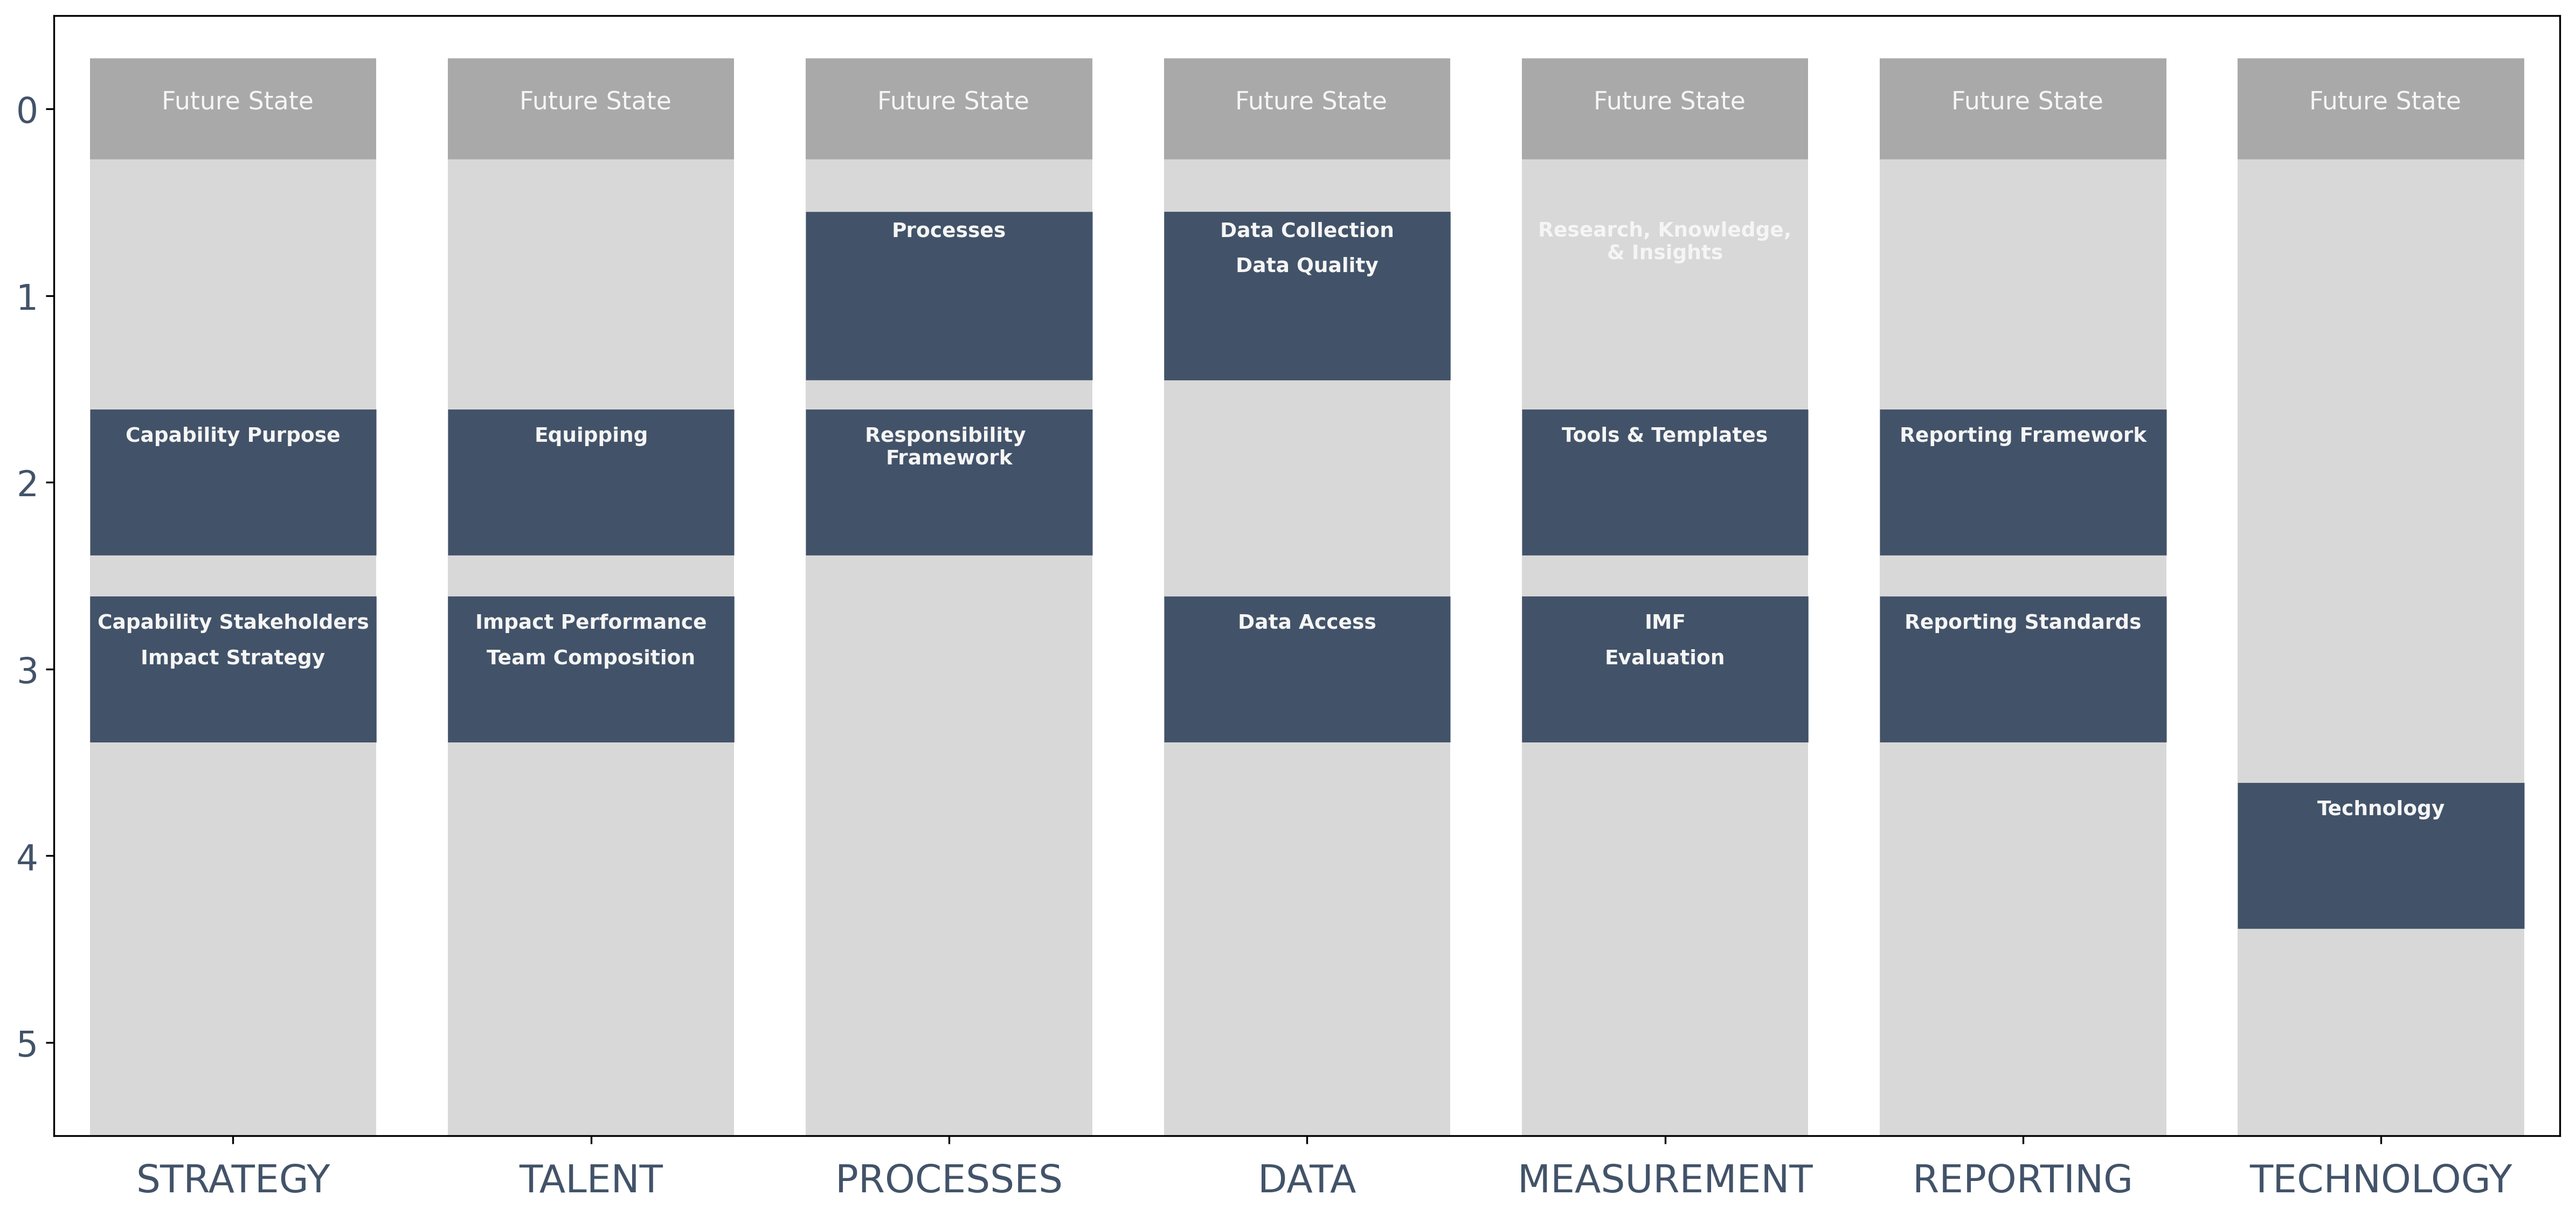 Future State Future State Future State Future State Future State Future State Future State
0
Processes Data Collection Research, Knowledge,
Data Quality & Insights
1
Capability Purpose Equipping Responsibility Tools & Templates Reporting Framework
Framework
2
Capability Stakeholders Impact Performance Data Access IMF Reporting Standards
Impact Strategy Team Composition Evaluation
3
Technology
4
5
STRATEGY TALENT PROCESSES DATA MEASUREMENT REPORTING TECHNOLOGY